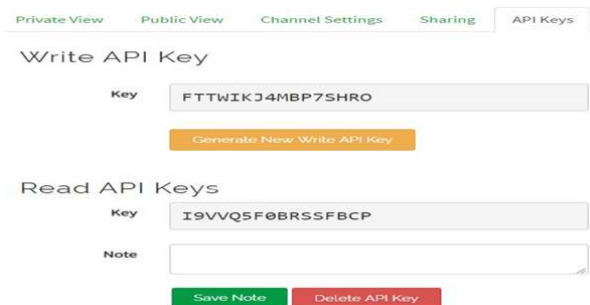 Private View Public View Channel Settings Sharing API Keys
Write API Key
Key FTTWIKJ4MBP7SHRO
Generate New Write API Key
Read API Keys
Key I9VVQ5F0BRSSFBCP
Note
Save Note Delete API Key